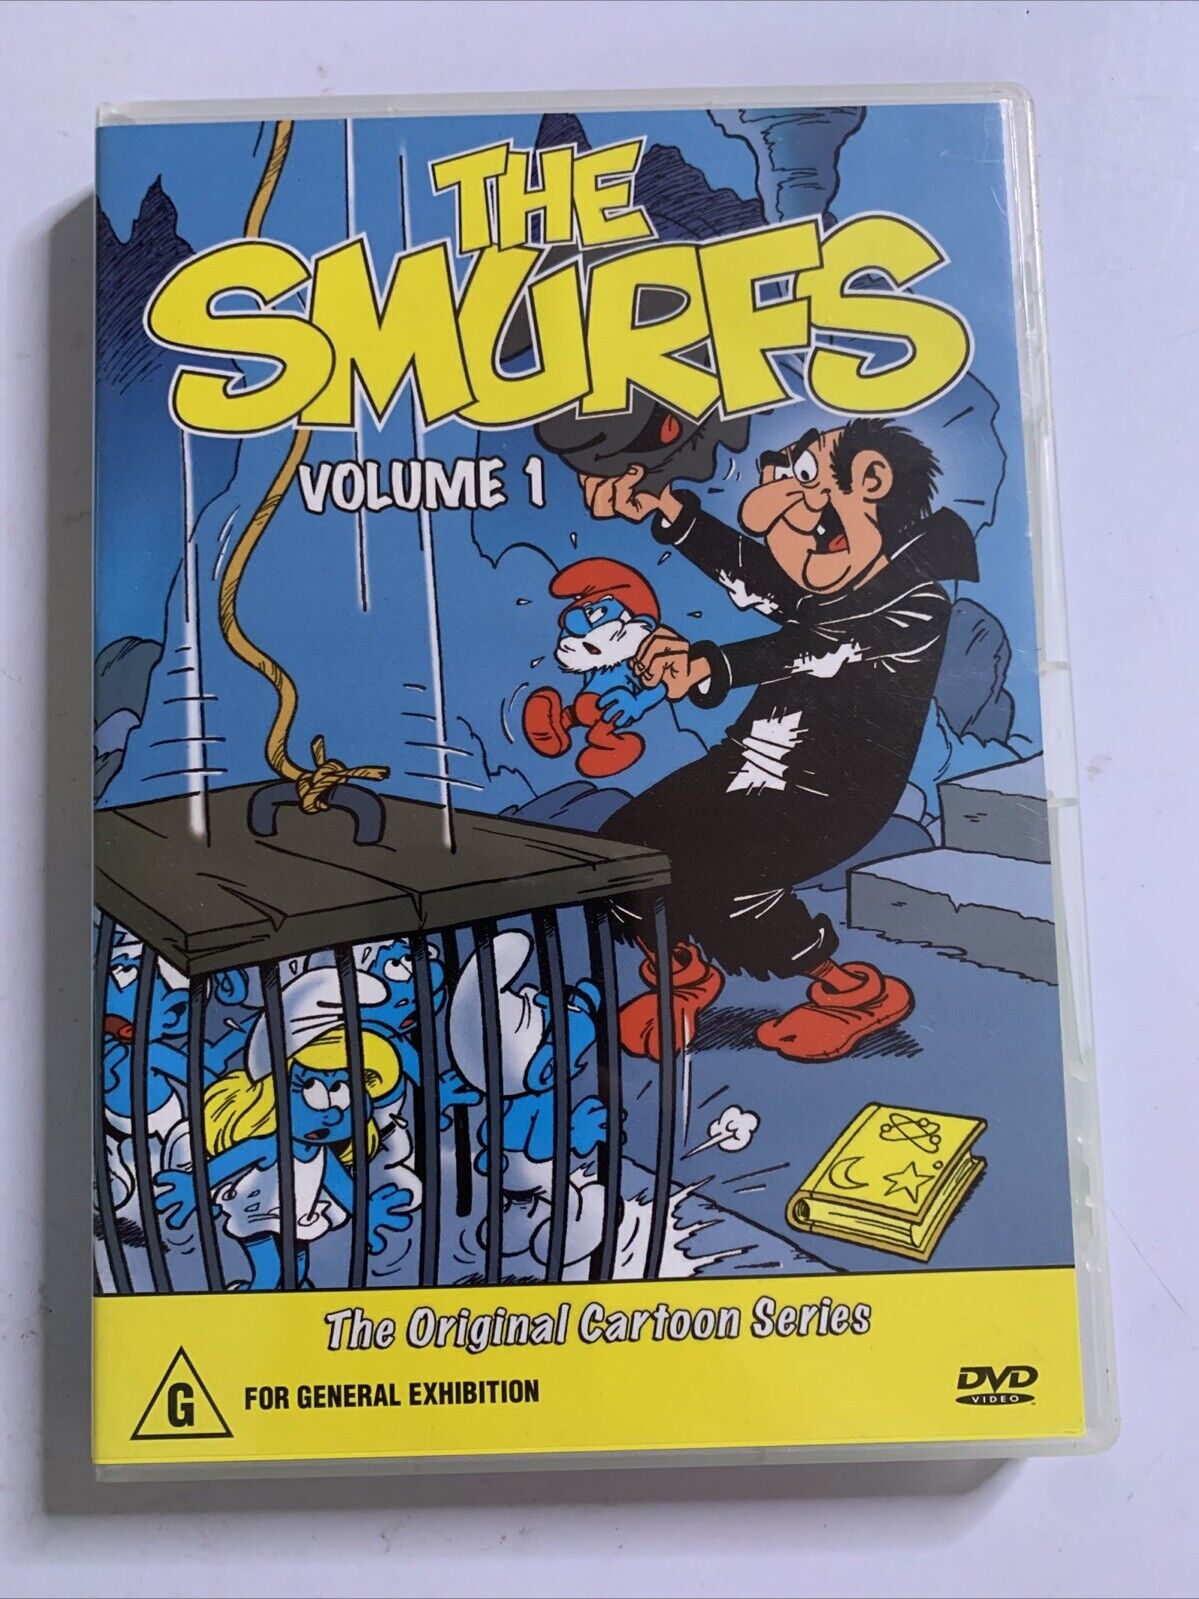 THE
SMURFS
VOLUME 1
The Original Cartoon Series
G FOR GENERAL EXHIBITION
DVD
VIDEO